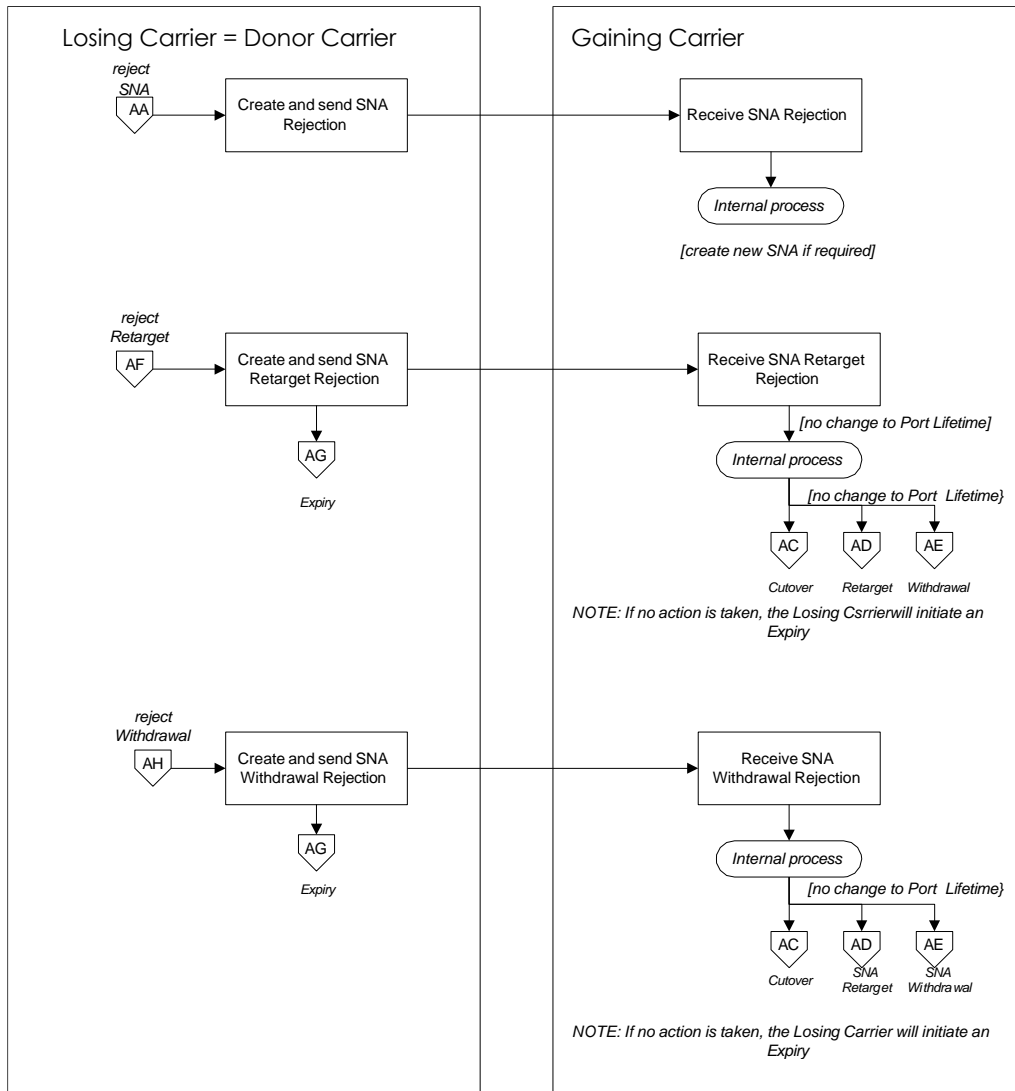 Losing Carrier = Donor Carrier
Gaining Carrier
reject
SNA
AA
Create and send SNA
Rejection
Receive SNA Rejection
Internal process
[create new SNA if required]
reject
Retarget
AF
Create and send SNA
Retarget Rejection
Receive SNA Retarget
Rejection
AG
Expiry
[no change to Port Lifetime]
Internal process
[no change to Port Lifetime}
AC
AD
AE
Cutover
Retarget
Withdrawal
NOTE: If no action is taken, the Losing Csrrierwill initiate an
Expiry
reject
Withdrawal
AH
Create and send SNA
Withdrawal Rejection
Receive SNA
Withdrawal Rejection
AG
Expiry
Internal process
[no change to Port Lifetime}
AC
AD
AE
Cutover
SNA
Retarget
SNA
Withdrawal
NOTE: If no action is taken, the Losing Carrier will initiate an
Expiry